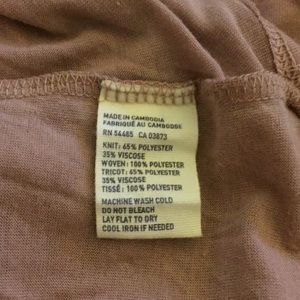 MADE IN CAMBODIA
FABRIQUÉ AU CAMBODGE
RN 54485 CA 03873
KNIT: 65% POLYESTER
35% VISCOSE
WOVEN: 100% POLYESTER
TRICOT: 65% POLYESTER
35% VISCOSE
TISSÉ: 100% POLYESTER
MACHINE WASH COLD
DO NOT BLEACH
LAY FLAT TO DRY
COOL IRON IF NEEDED